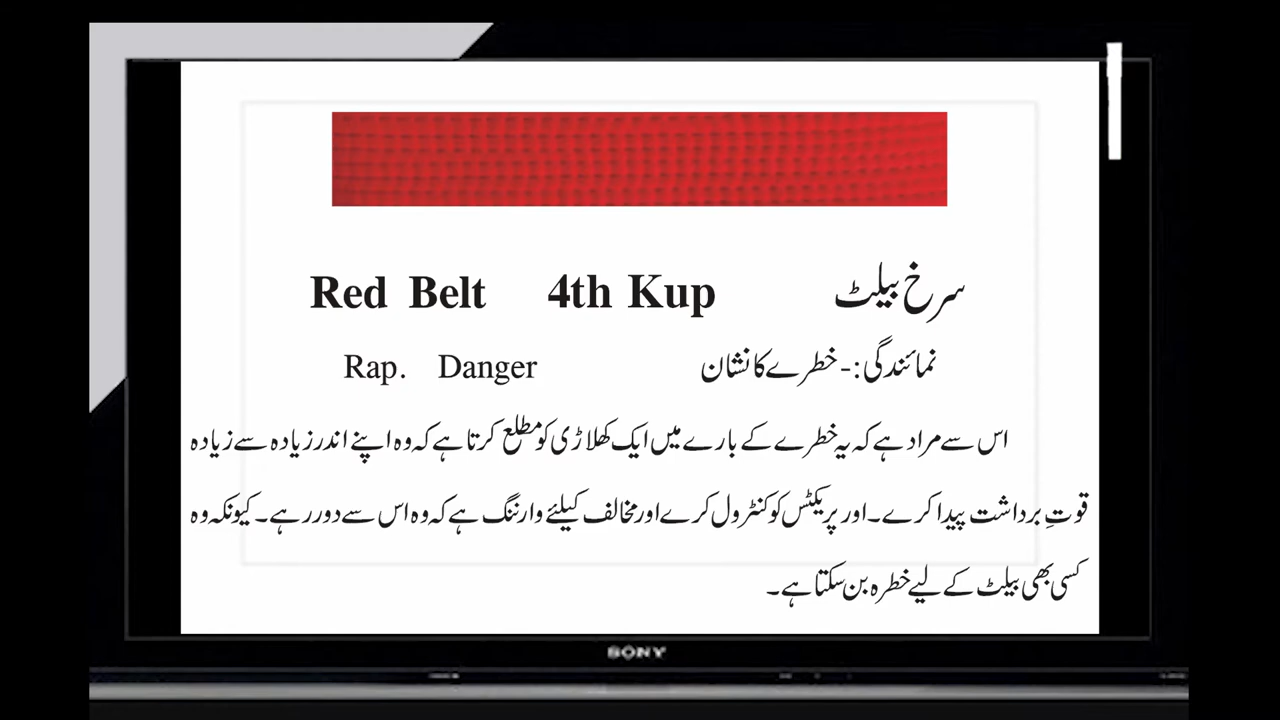 Red Belt 4th Kup سرخ بیلٹ
Rap. Danger نمائندگی:- خطرے کا نشان
اس سے مراد ہے کہ یہ خطرے کے بارے میں ایک کھلاڑی کو مطلع کرتا ہے کہ وہ اپنے اندر زیادہ سے زیادہ
قوتِ برداشت پیدا کرے۔ اور پریکٹس کو کنٹرول کرے اور مخالف کیلئے وارننگ ہے کہ وہ اس سے دور رہے۔ کیونکہ وہ
کسی بھی بیلٹ کے لیے خطرہ بن سکتا ہے۔
SONY